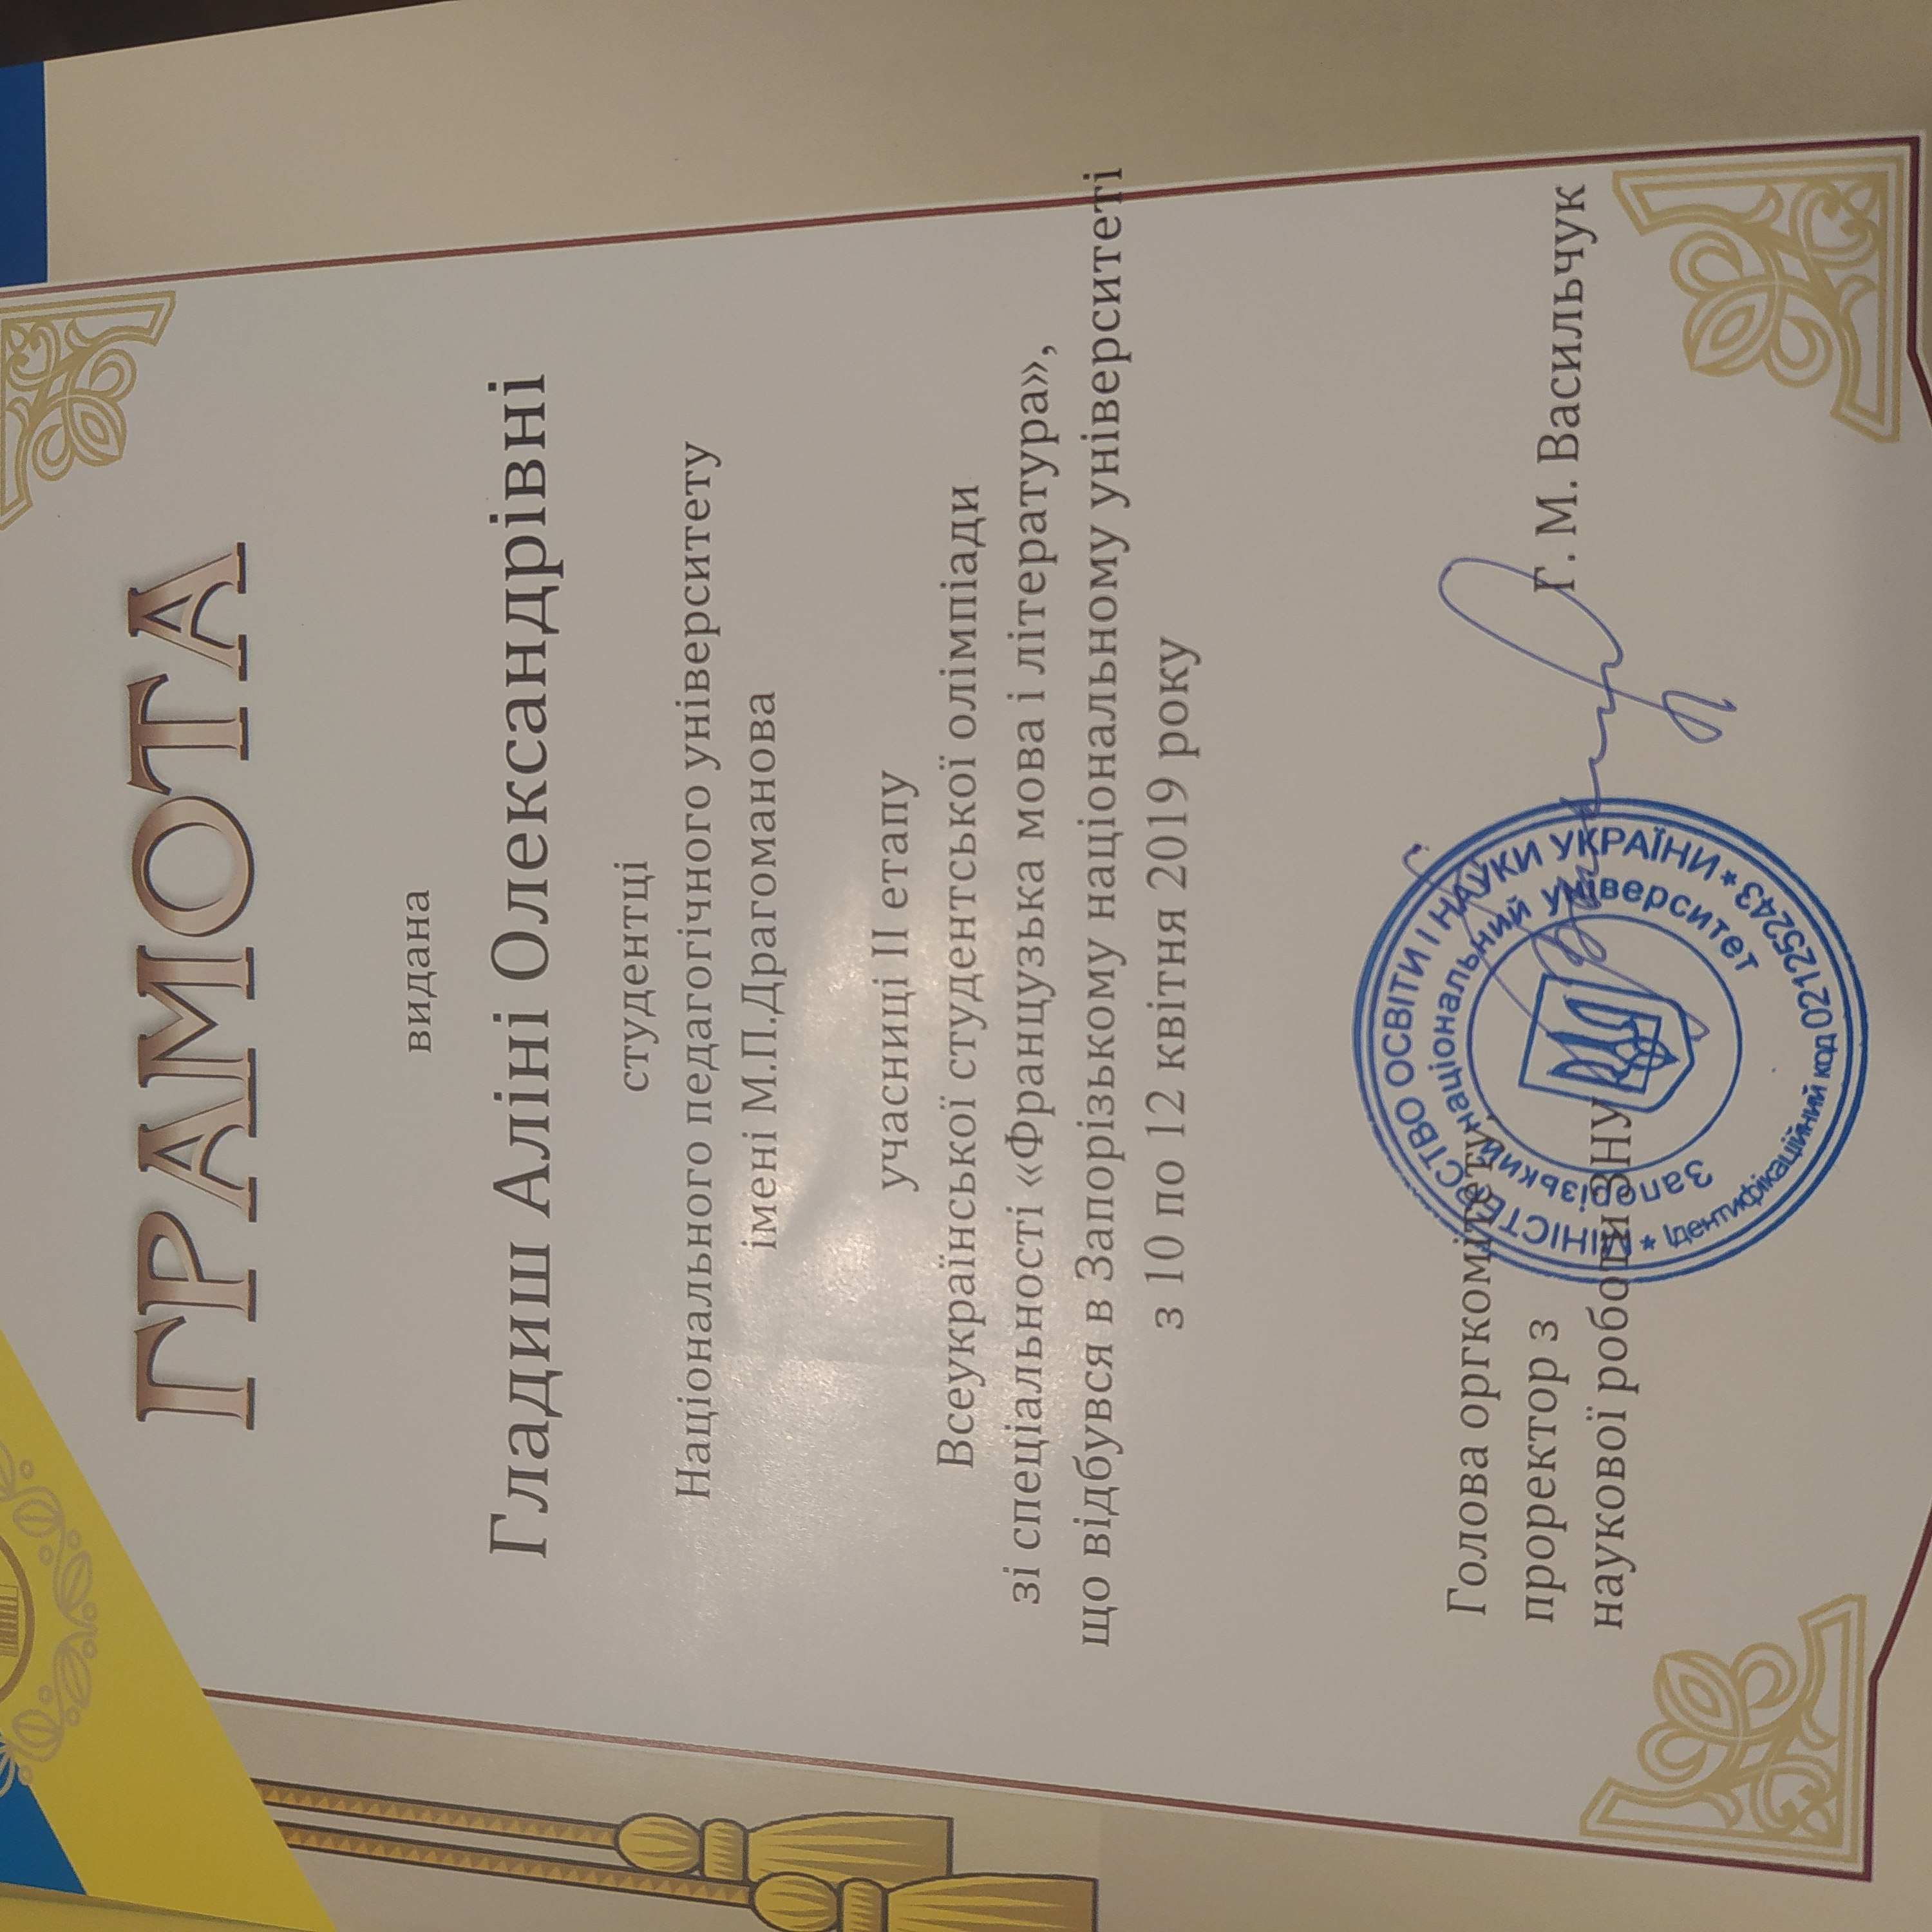 ГРАМОТА
видана
Гладиш Аліні Олександрівні
студентці
Національного педагогічного університету
імені М.П.Драгоманова
учасниці ІІ етапу
Всеукраїнської студентської олімпіади
зі спеціальності «Французька мова і література»,
що відбувся в Запорізькому національному університеті
з 10 по 12 квітня 2019 року
Голова оргкомітету,
проректор з
наукової роботи ЗНУ
Г. М. Васильчук
МІНІСТЕРСТВО ОСВІТИ І НАУКИ УКРАЇНИ
* Ідентифікаційний код 02125243 *
Запорізький національний університет